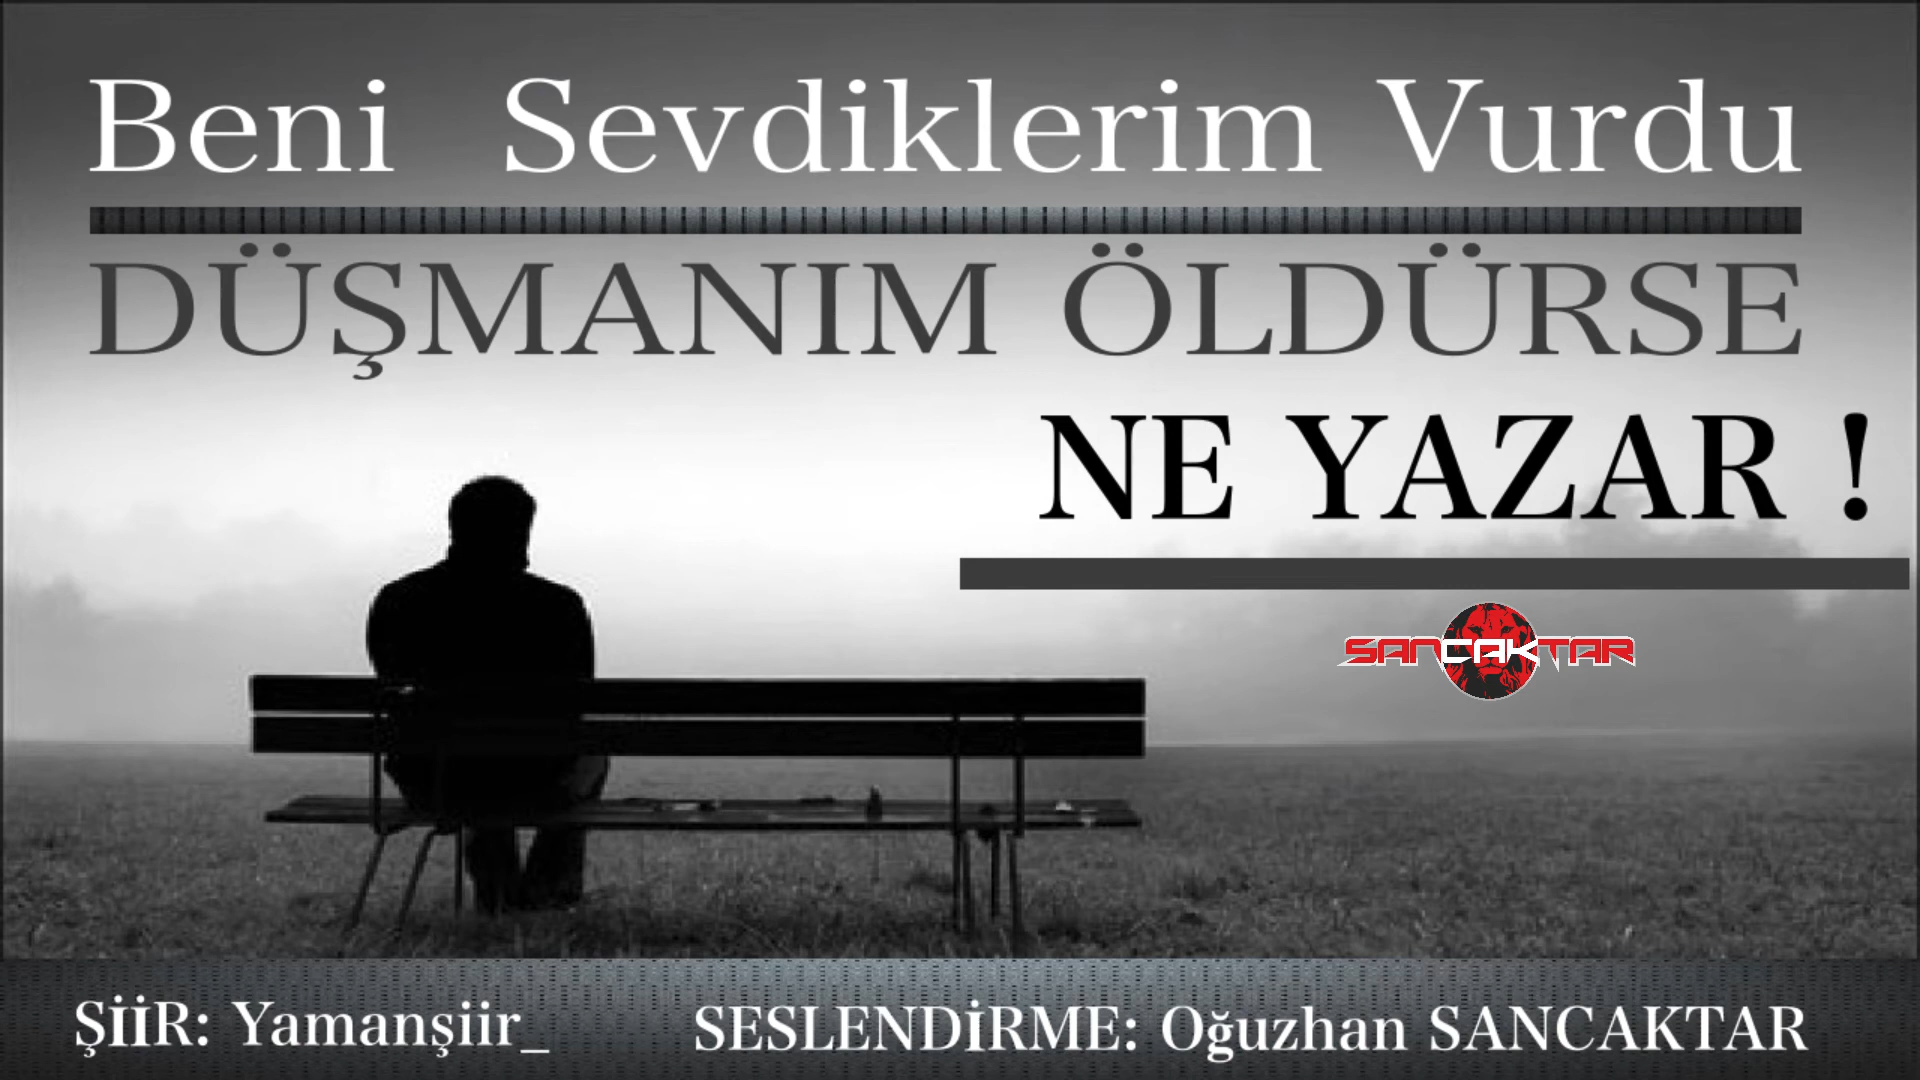 Beni Sevdiklerim Vurdu
DÜŞMANIM ÖLDÜRSE
NE YAZAR !
SANCAKTAR
ŞİİR: Yamanşiir_ SESLENDİRME: Oğuzhan SANCAKTAR